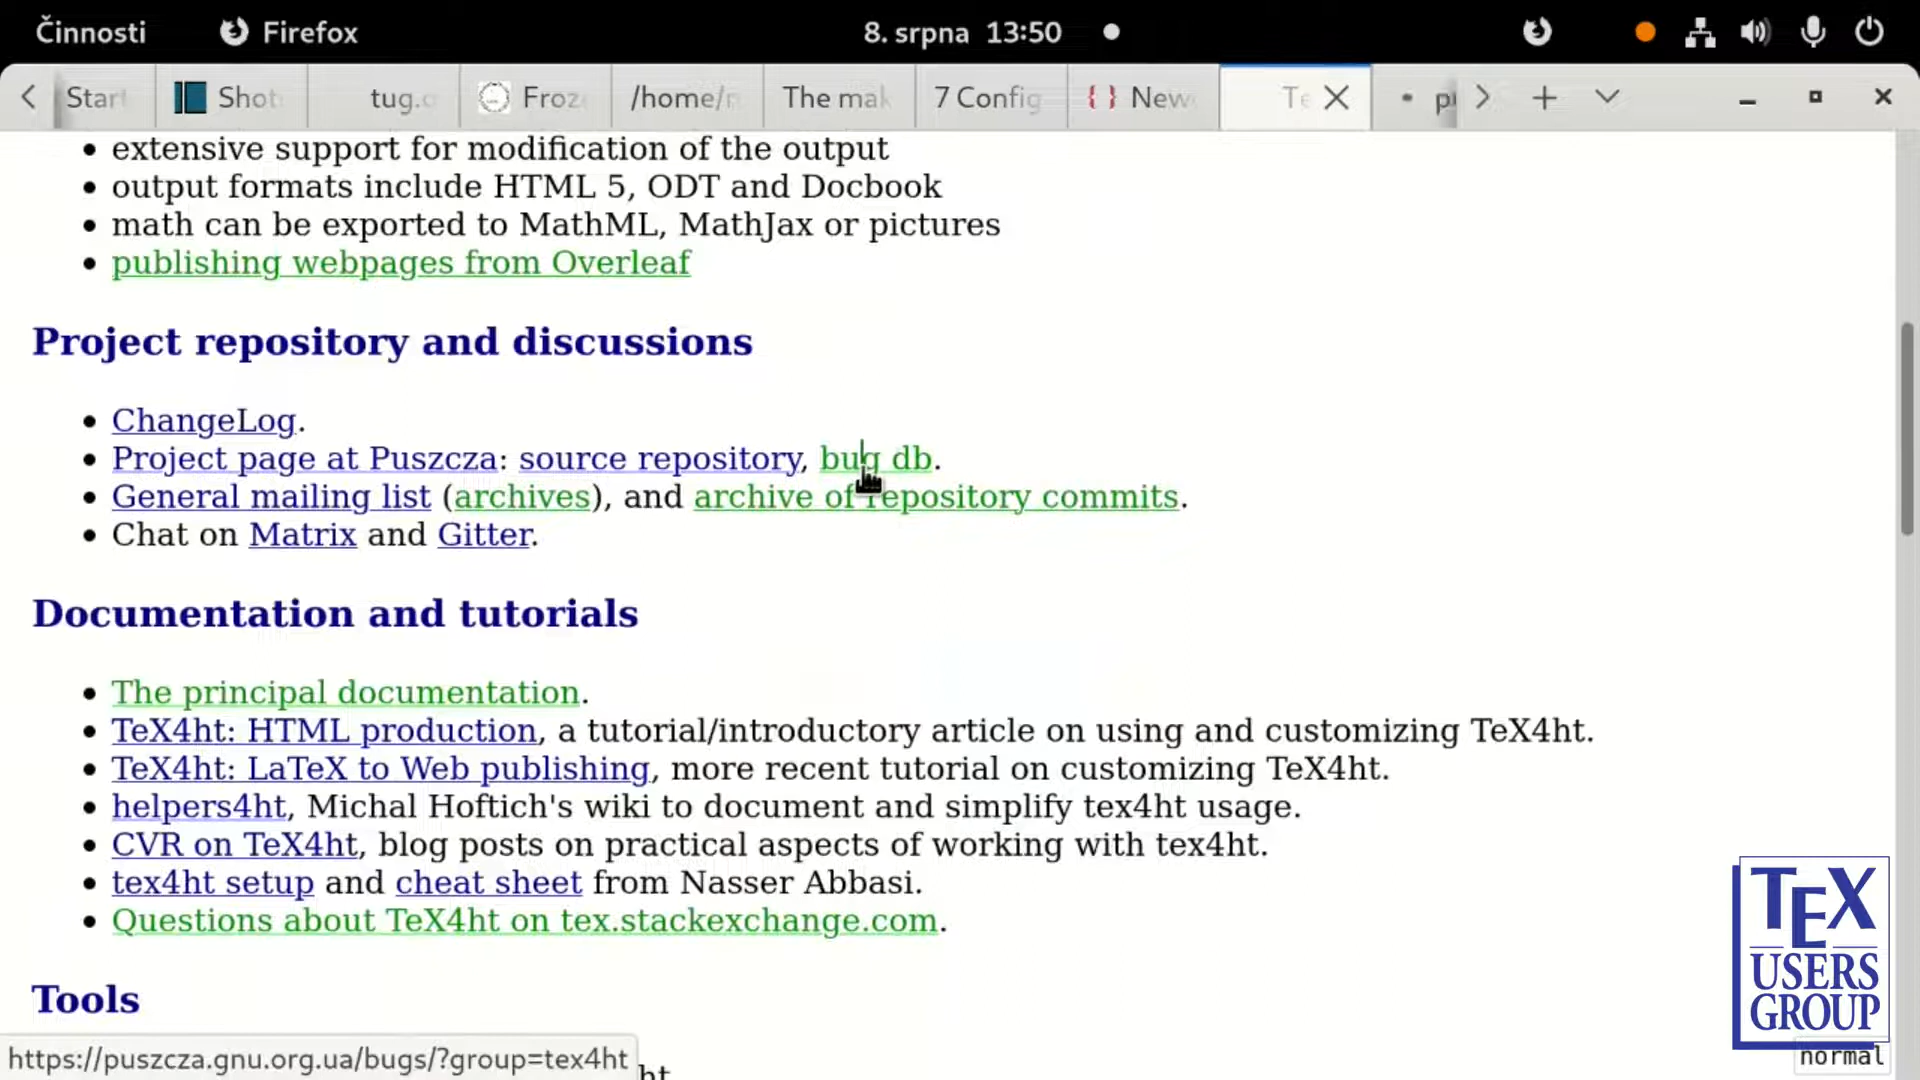 Činnosti Firefox 8. srpna 13:50
Start Shot tug. Froz /home/ The mak 7 Config { } New Te p
extensive support for modification of the output
output formats include HTML 5, ODT and Docbook
math can be exported to MathML, MathJax or pictures
publishing webpages from Overleaf
Project repository and discussions
ChangeLog.
Project page at Puszcza: source repository, bug db.
General mailing list (archives), and archive of repository commits.
Chat on Matrix and Gitter.
Documentation and tutorials
The principal documentation.
TeX4ht: HTML production, a tutorial/introductory article on using and customizing TeX4ht.
TeX4ht: LaTeX to Web publishing, more recent tutorial on customizing TeX4ht.
helpers4ht, Michal Hoftich's wiki to document and simplify tex4ht usage.
CVR on TeX4ht, blog posts on practical aspects of working with tex4ht.
tex4ht setup and cheat sheet from Nasser Abbasi.
Questions about TeX4ht on tex.stackexchange.com.
Tools
https://puszcza.gnu.org.ua/bugs/?group=tex4ht
normal
TEX
USERS
GROUP